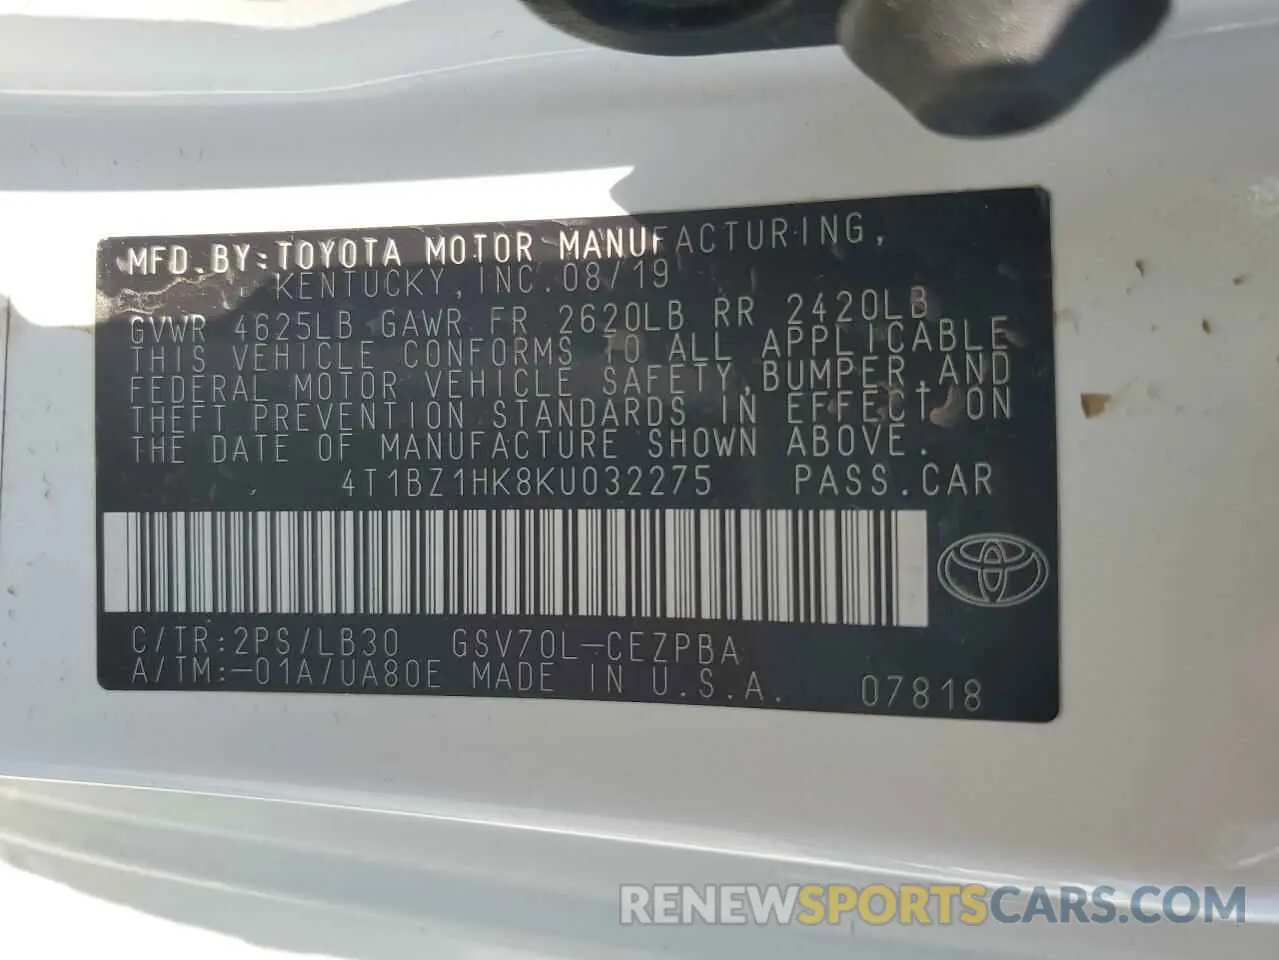 MFD.BY:TOYOTA MOTOR MANUFACTURING,
KENTUCKY,INC.08/19
GVWR 4625LB GAWR FR 2620LB RR 2420LB
THIS VEHICLE CONFORMS TO ALL APPLICABLE
FEDERAL MOTOR VEHICLE SAFETY,BUMPER,AND
THEFT PREVENTION STANDARDS IN EFFECT ON
THE DATE OF MANUFACTURE SHOWN ABOVE.
4T1BZ1HK8KU032275 PASS.CAR
C/TR:2PS/LB30 GSV70L-CEZPBA
A/TM:-01A/UA80E MADE IN U.S.A. 07818
RENEWSPORTSCARS.COM